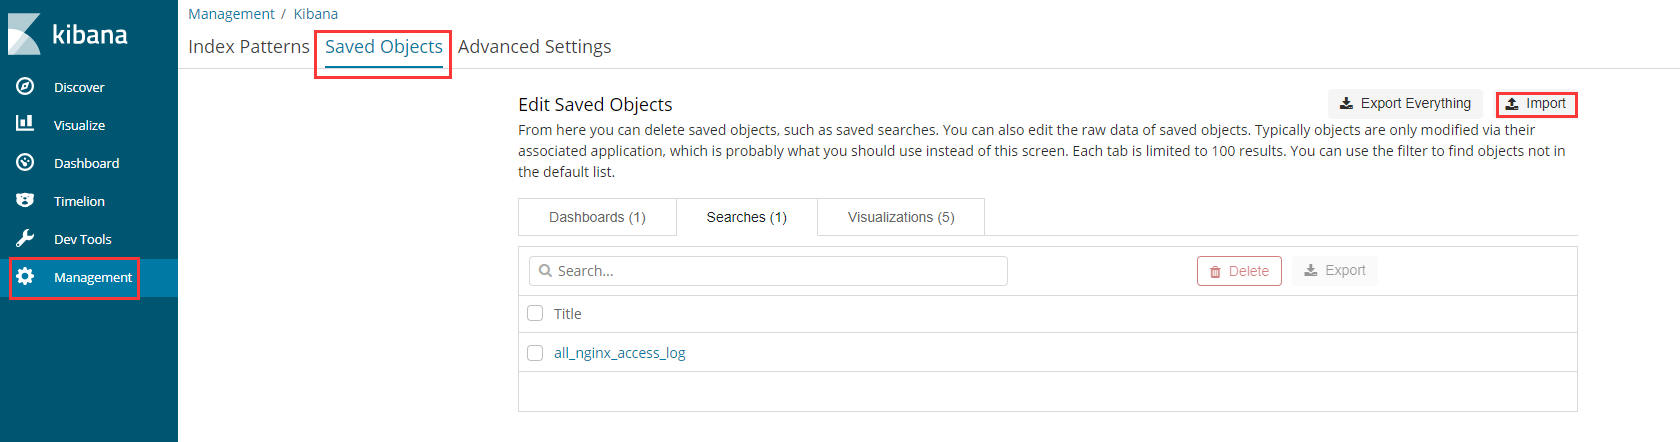 Management / Kibana
kibana
Index Patterns Saved Objects Advanced Settings
Discover
Visualize
Dashboard
Timelion
Dev Tools
Management
Edit Saved Objects
Export Everything
Import
From here you can delete saved objects, such as saved searches. You can also edit the raw data of saved objects. Typically objects are only modified via their
associated application, which is probably what you should use instead of this screen. Each tab is limited to 100 results. You can use the filter to find objects not in
the default list.
Dashboards (1) Searches (1) Visualizations (5)
Search...
Delete
Export
Title
all_nginx_access_log